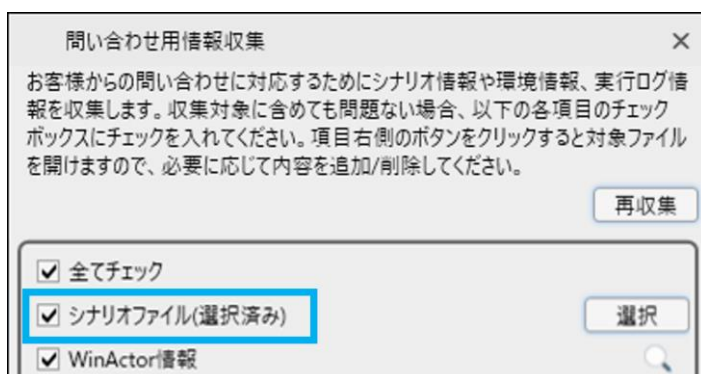 問い合わせ用情報収集
お客様からの問い合わせに対応するためにシナリオ情報や環境情報、実行ログ情
報を収集します。収集対象に含めても問題ない場合、以下の各項目のチェック
ボックスにチェックを入れてください。項目右側のボタンをクリックすると対象ファイル
を開けますので、必要に応じて内容を追加/削除してください。
再収集
全てチェック
シナリオファイル(選択済み)
選択
WinActor情報